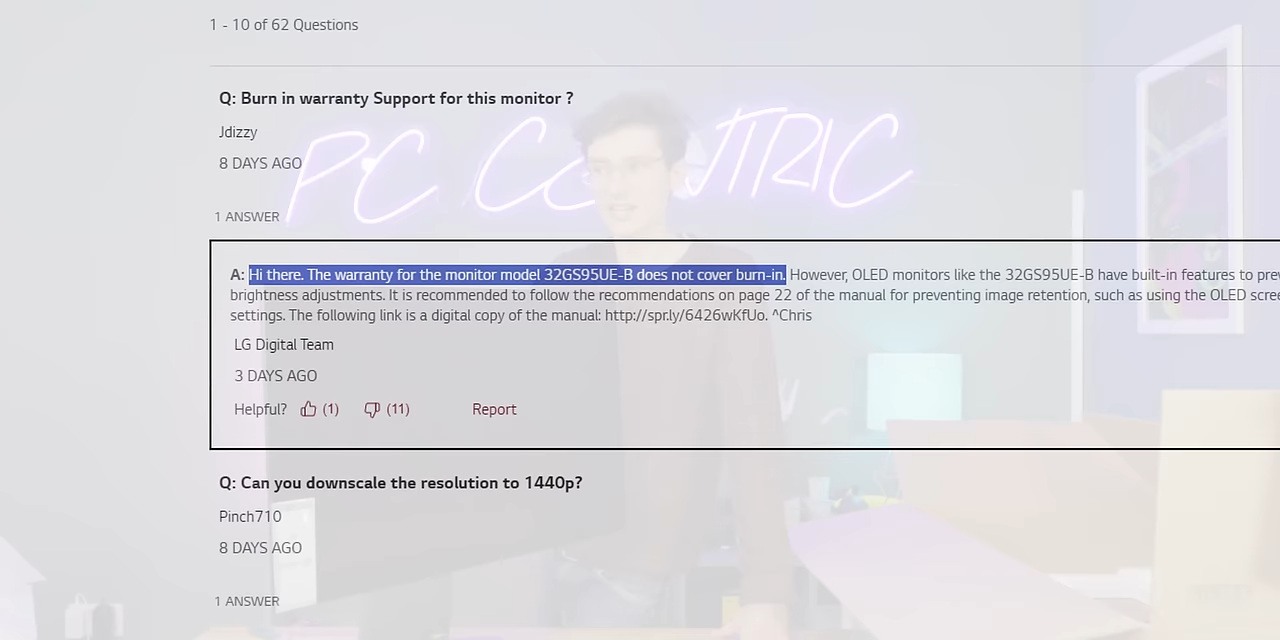 1 - 10 of 62 Questions
Q: Burn in warranty Support for this monitor ?
Jdizzy
8 DAYS AGO
PC C
TRIC
1 ANSWER
A: Hi there. The warranty for the monitor model 32GS95UE-B does not cover burn-in. However, OLED monitors like the 32GS95UE-B have built-in features to
brightness adjustments. It is recommended to follow the recommendations on page 22 of the manual for preventing image retention, such as using the OLED
settings. The following link is a digital copy of the manual: http://spr.ly/6426wKfUo. ^Chris
LG Digital Team
3 DAYS AGO
Helpful? (1) (11) Report
Q: Can you downscale the resolution to 1440p?
Pinch710
8 DAYS AGO
1 ANSWER